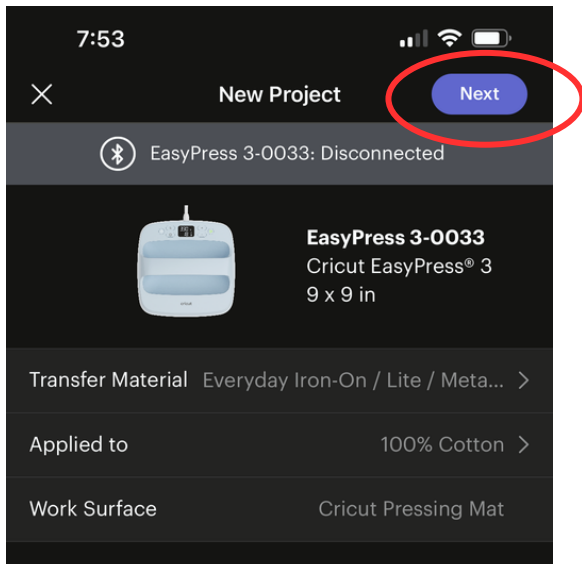 7:53
New Project
Next
EasyPress 3-0033: Disconnected
EasyPress 3-0033
Cricut EasyPress® 3
9 x 9 in
Transfer Material Everyday Iron-On / Lite / Meta...
Applied to 100% Cotton
Work Surface Cricut Pressing Mat